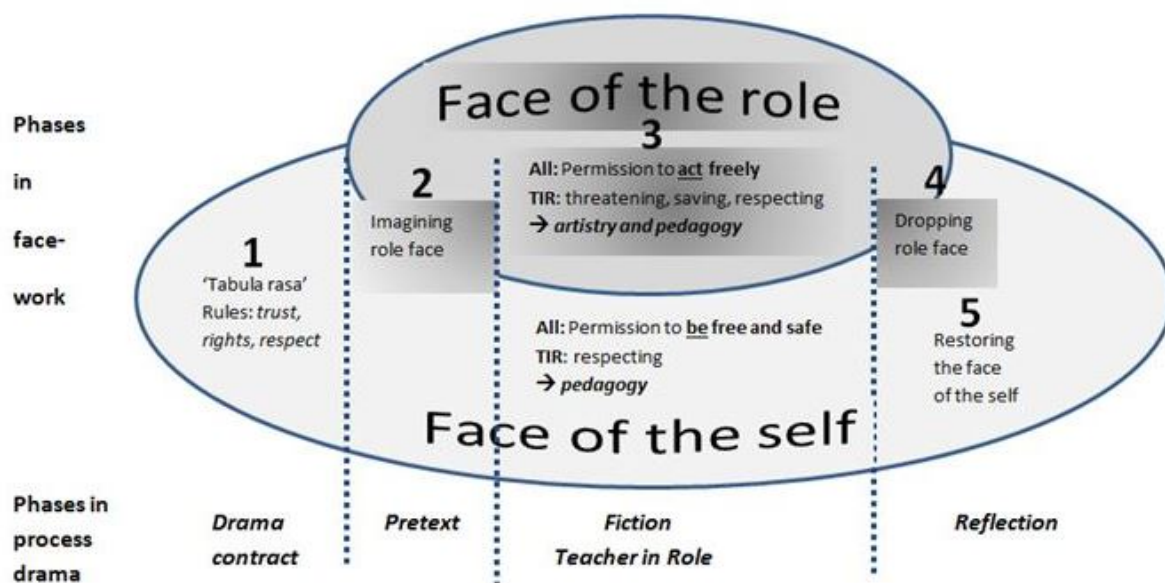 Phases
in
face-
work
Face of the role
3
All: Permission to act freely
TIR: threatening, saving, respecting
→ artistry and pedagogy
2
Imagining
role face
4
Dropping
role face
1
‘Tabula rasa’
Rules: trust,
rights, respect
All: Permission to be free and safe
TIR: respecting
→ pedagogy
5
Restoring
the face
of the self
Face of the self
Phases in
process
drama
Drama
contract
Pretext
Fiction
Teacher in Role
Reflection